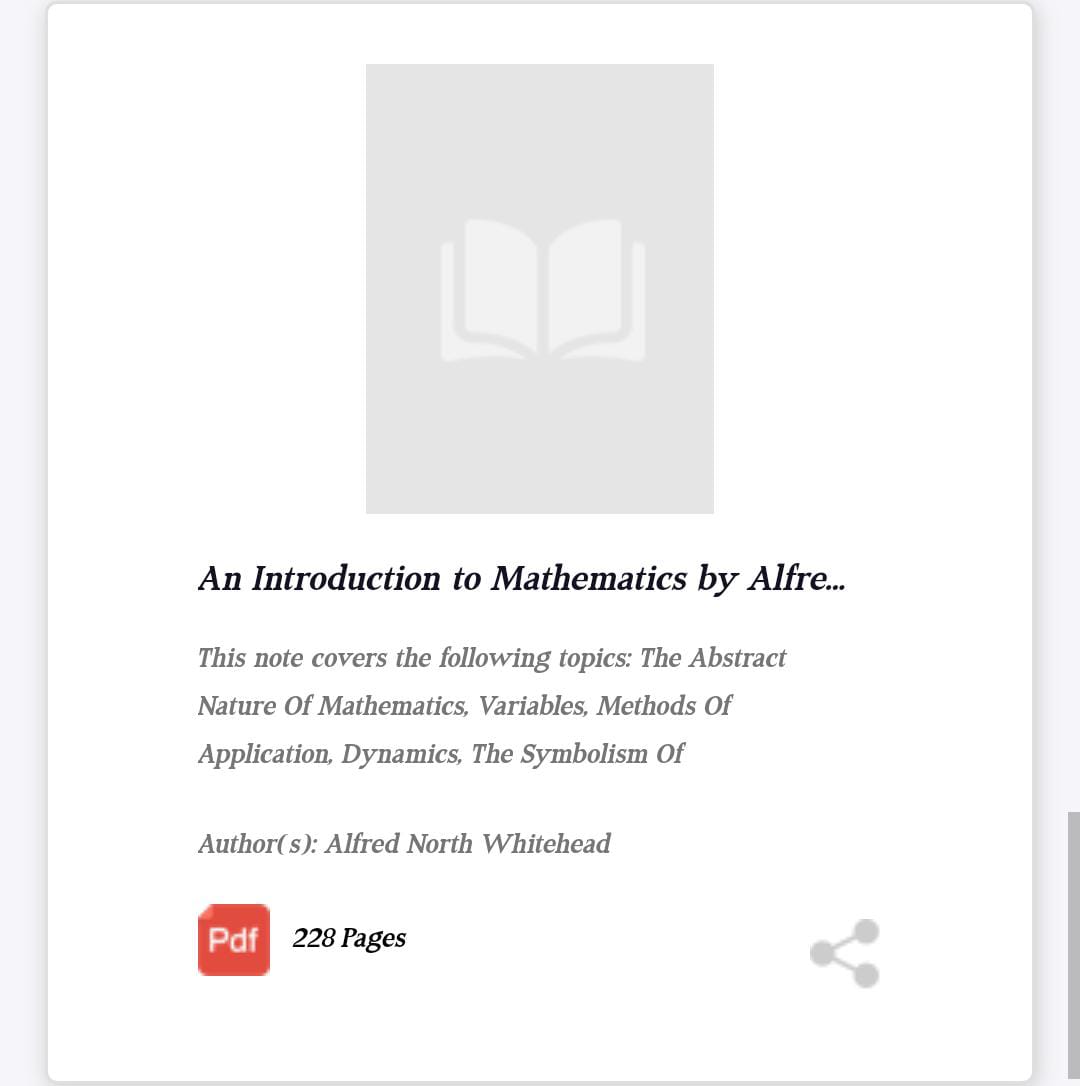 An Introduction to Mathematics by Alfre...
This note covers the following topics: The Abstract
Nature Of Mathematics, Variables, Methods Of
Application, Dynamics, The Symbolism Of
Author(s): Alfred North Whitehead
Pdf 228 Pages